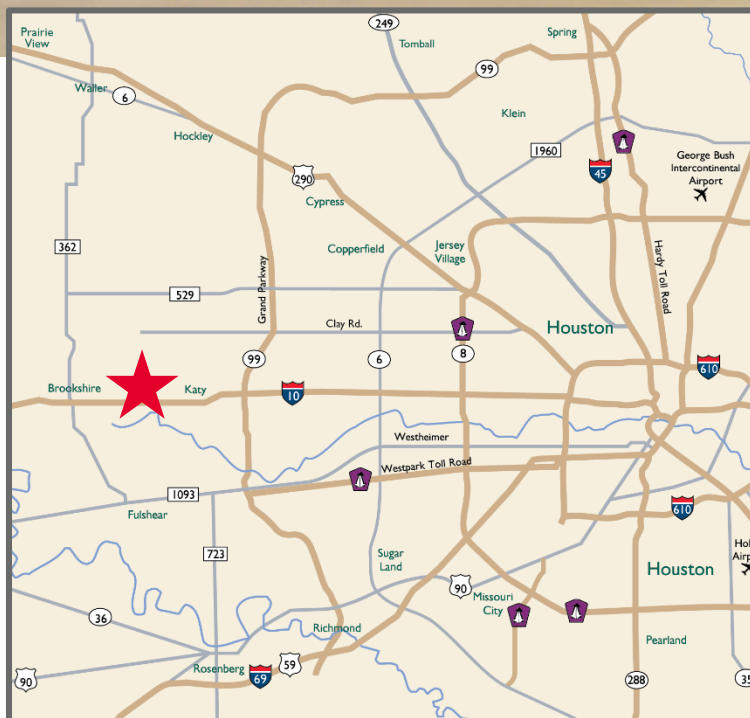 249
Prairie
View
Spring
Tomball
99
Waller
6
Klein
Hockley
1960
George Bush
Intercontinental
Airport
45
290
Cypress
362
Copperfield
Jersey
Village
Hardy Toll Road
Grand Parkway
529
Clay Rd.
Houston
99
6
8
610
Brookshire
Katy
10
Westheimer
Westpark Toll Road
1093
610
Fulshear
723
Sugar
Land
Houston
90
Missouri
City
36
Richmond
Pearland
Rosenberg
59
69
90
288